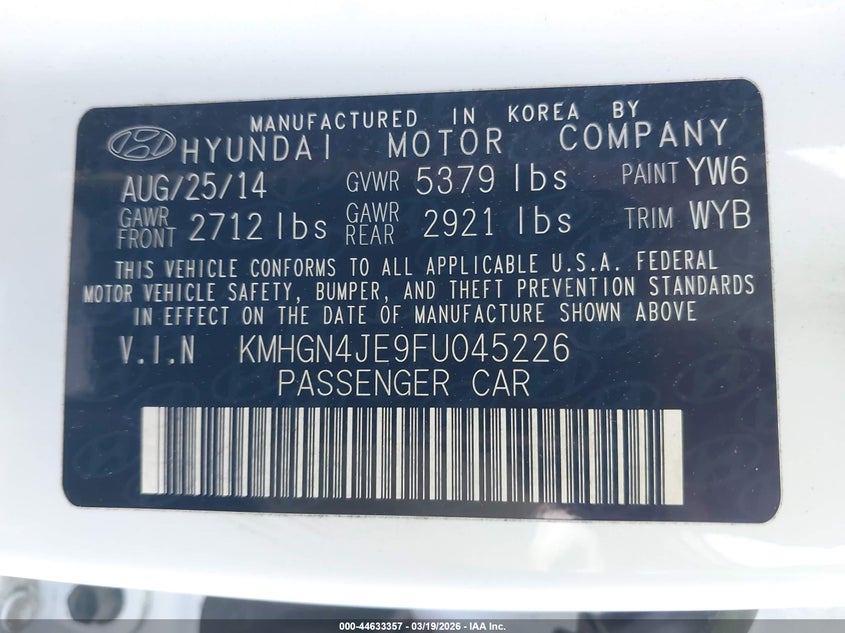 MANUFACTURED IN KOREA BY
HYUNDAI MOTOR COMPANY
AUG/25/14 GVWR 5379 lbs PAINT YW6
GAWR FRONT 2712 lbs GAWR REAR 2921 lbs TRIM WYB
THIS VEHICLE CONFORMS TO ALL APPLICABLE U.S.A. FEDERAL
MOTOR VEHICLE SAFETY, BUMPER, AND THEFT PREVENTION STANDARDS
IN EFFECT ON THE DATE OF MANUFACTURE SHOWN ABOVE
V.I.N KMHGN4JE9FU045226
PASSENGER CAR
000-44633357 - 03/19/2026 - IAA Inc.